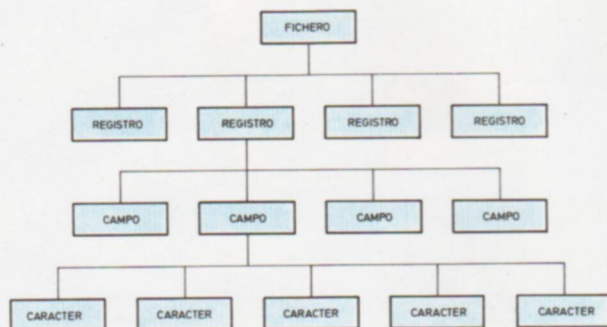 FICHERO
REGISTRO REGISTRO REGISTRO REGISTRO
CAMPO CAMPO CAMPO CAMPO
CARACTER CARACTER CARACTER CARACTER CARACTER